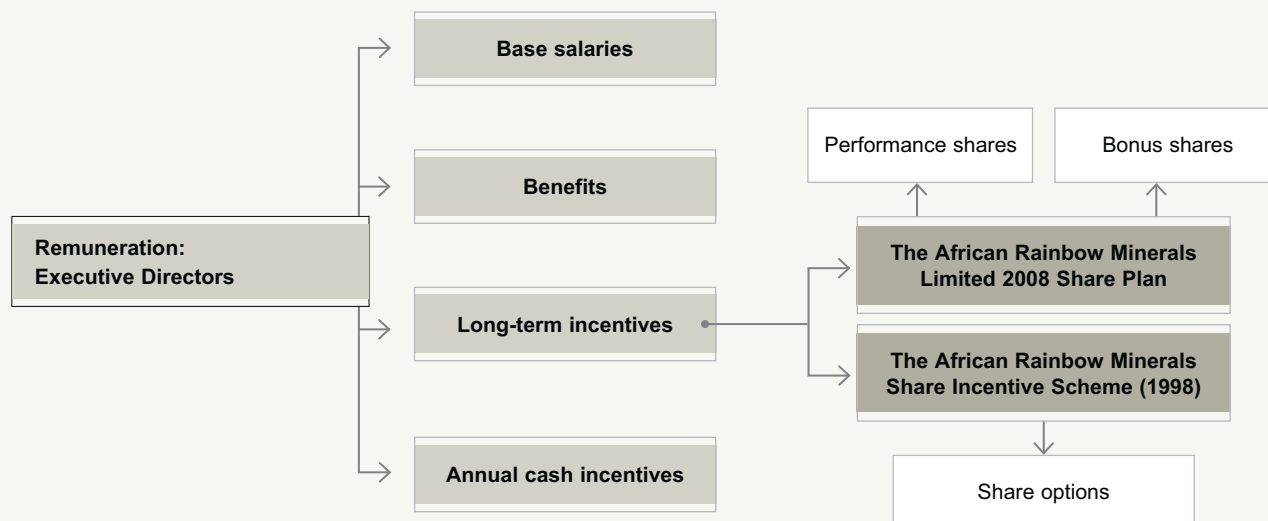 Base salaries
Performance shares
Bonus shares
Benefits
Remuneration:
Executive Directors
The African Rainbow Minerals
Limited 2008 Share Plan
Long-term incentives
The African Rainbow Minerals
Share Incentive Scheme (1998)
Annual cash incentives
Share options